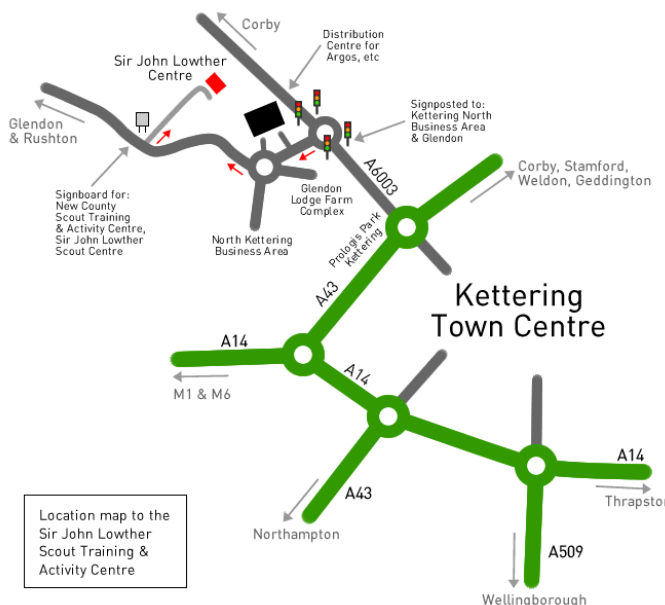 Corby
Distribution
Centre for
Argos, etc
Sir John Lowther
Centre
Glendon
& Rushton
Signposted to:
Kettering North
Business Area
& Glendon
A6003
Corby, Stamford,
Weldon, Geddington
Signboard for:
New County
Scout Training
& Activity Centre,
Sir John Lowther
Scout Centre
Glendon
Lodge Farm
Complex
North Kettering
Business Area
Prologis Park
Kettering
A43
Kettering
Town Centre
A14
M1 & M6
A14
A43
Northampton
A14
Thrapston
A509
Wellingborough
Location map to the
Sir John Lowther
Scout Training &
Activity Centre